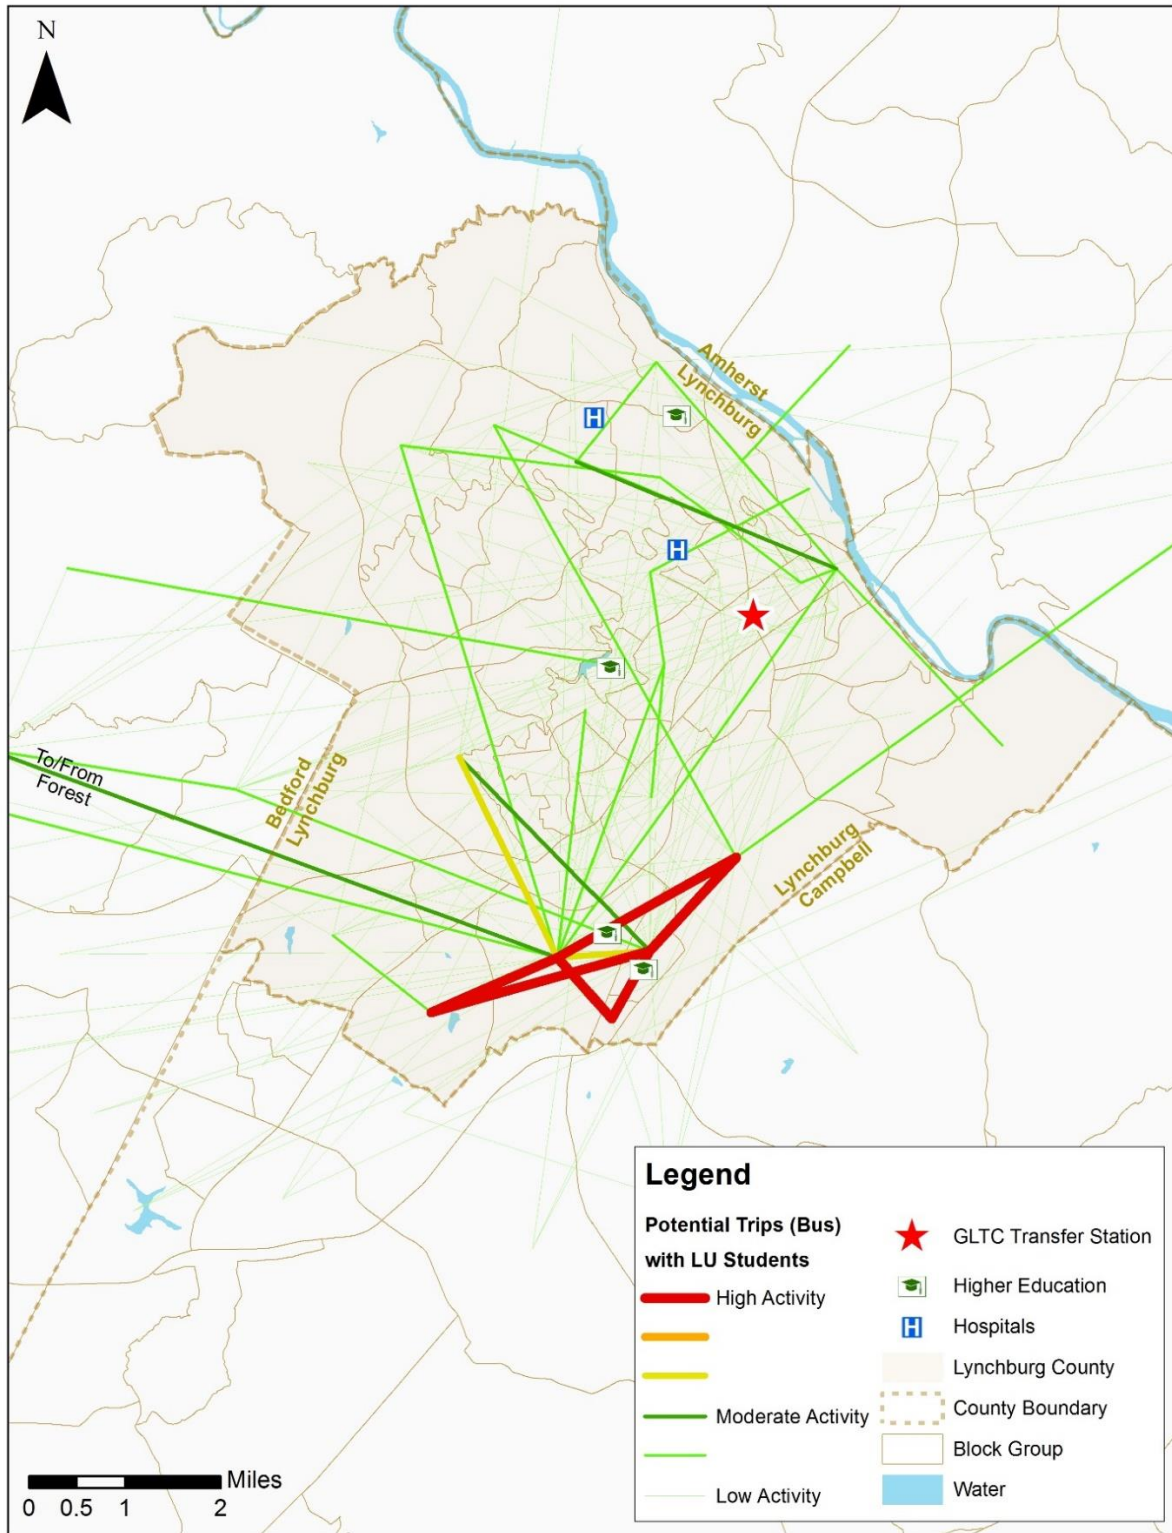 N
Amherst
Lynchburg
To/From
Forest
Bedford
Lynchburg
Lynchburg
Campbell
H
H
Legend
Potential Trips (Bus)
with LU Students
High Activity
Moderate Activity
Low Activity
GLTC Transfer Station
Higher Education
H
Hospitals
Lynchburg County
County Boundary
Block Group
Water
Miles
0 0.5 1 2